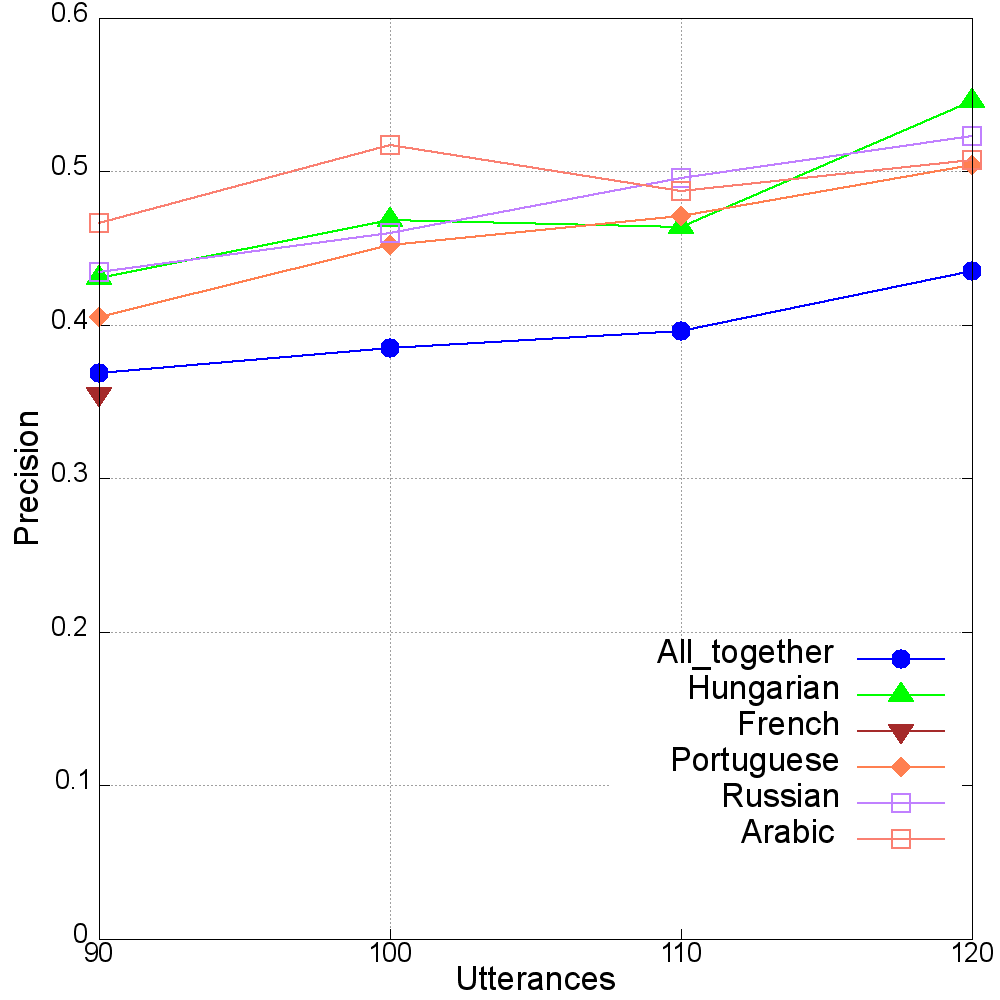 0.6
0.5
0.4
0.3
0.2
0.1
0
Precision
90 100 110 120
Utterances
All_together
Hungarian
French
Portuguese
Russian
Arabic